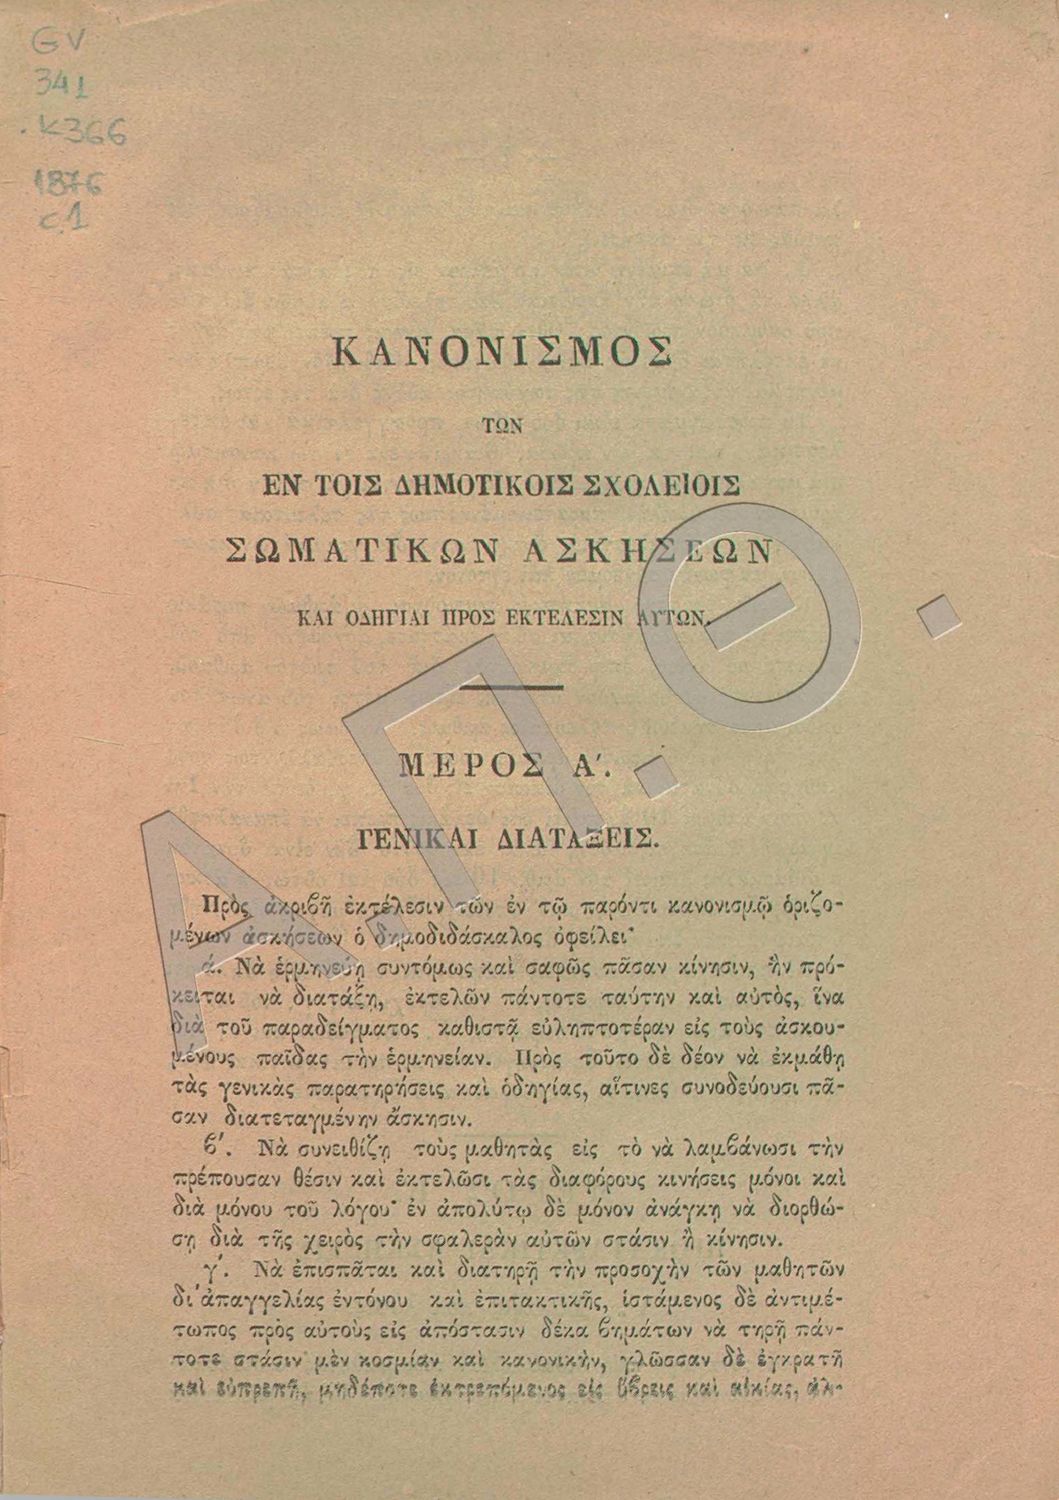 GV
341
.K366
1876
c.1
ΚΑΝΟΝΙΣΜΟΣ
ΤΩΝ
ΕΝ ΤΟΙΣ ΔΗΜΟΤΙΚΟΙΣ ΣΧΟΛΕΙΟΙΣ
ΣΩΜΑΤΙΚΩΝ ΑΣΚΗΣΕΩΝ
ΚΑΙ ΟΔΗΓΙΑΙ ΠΡΟΣ ΕΚΤΕΛΕΣΙΝ ΑΥΤΩΝ.
ΜΕΡΟΣ Α΄.
ΓΕΝΙΚΑΙ ΔΙΑΤΑΞΕΙΣ.
Πρὸς ἀκριβῆ ἐκτέλεσιν τῶν ἐν τῷ παρόντι κανονισμῷ ὁριζο-
μένων ἀσκήσεων ὁ δημοδιδάσκαλος ὀφείλει·
ά. Νὰ ἑρμηνεύῃ συντόμως καὶ σαφῶς πᾶσαν κίνησιν, ἣν πρό-
κειται νὰ διατάξῃ, ἐκτελῶν πάντοτε ταύτην καὶ αὐτὸς, ἵνα
διὰ τοῦ παραδείγματος καθιστᾷ εὐληπτοτέραν εἰς τοὺς ἀσκου-
μένους παῖδας τὴν ἑρμηνείαν. Πρὸς τοῦτο δὲ δέον νὰ ἐκμάθῃ
τὰς γενικὰς παρατηρήσεις καὶ ὁδηγίας, αἵτινες συνοδεύουσι πᾶ-
σαν διατεταγμένην ἄσκησιν.
β΄. Νὰ συνειθίζῃ τοὺς μαθητὰς εἰς τὸ νὰ λαμβάνωσι τὴν
πρέπουσαν θέσιν καὶ ἐκτελῶσι τὰς διαφόρους κινήσεις μόνοι καὶ
διὰ μόνου τοῦ λόγου· ἐν ἀπολύτῳ δὲ μόνον ἀνάγκῃ νὰ διορθώ-
σῃ διὰ τῆς χειρὸς τὴν σφαλερὰν αὐτῶν στάσιν ἢ κίνησιν.
γ΄. Νὰ ἐπισπᾶται καὶ διατηρῇ τὴν προσοχὴν τῶν μαθητῶν
δι' ἀπαγγελίας ἐντόνου καὶ ἐπιτακτικῆς, ἱστάμενος δὲ ἀντιμέ-
τωπος πρὸς αὐτοὺς εἰς ἀπόστασιν δέκα βημάτων νὰ τηρῇ πάν-
τοτε στάσιν μὲν κοσμίαν καὶ κανονικὴν, γλῶσσαν δὲ ἐγκρατῆ
καὶ εὐπρεπῆ, μηδέποτε ἐκτρεπόμενος εἰς ὕβρεις καὶ αἰκίας, ἀλ-
Α.Π.Θ.